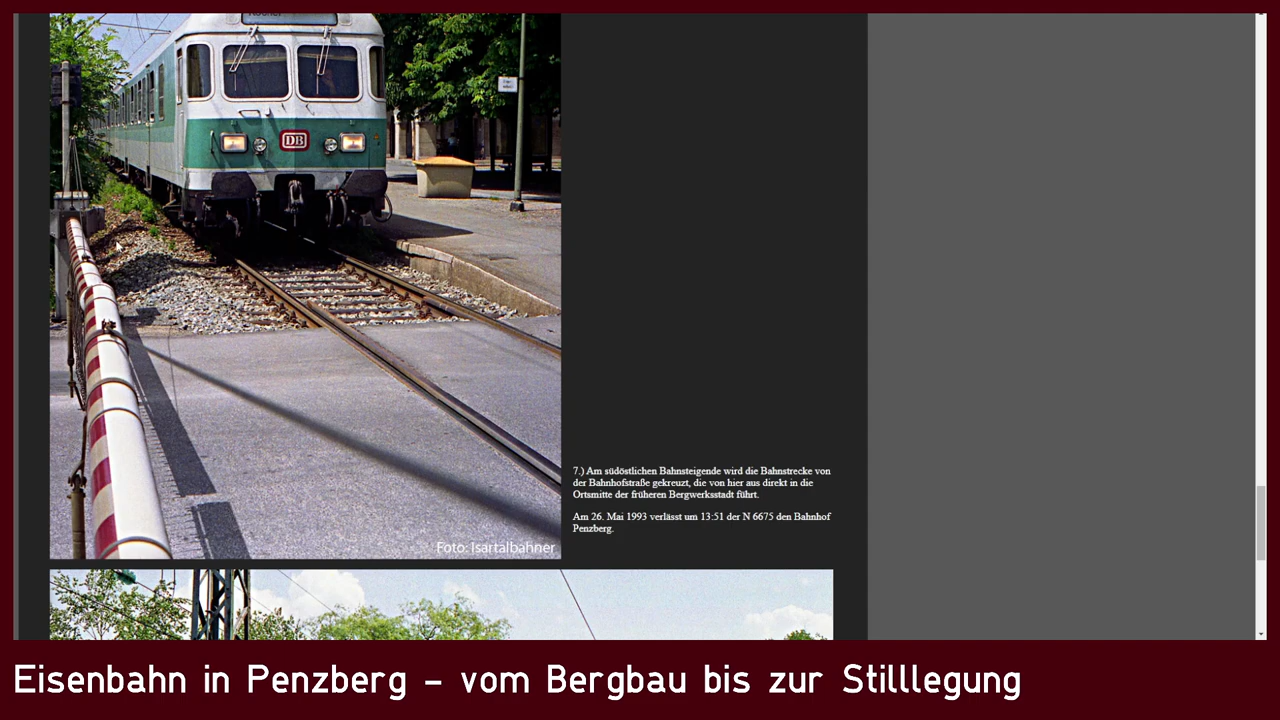 DB
7.) Am südöstlichen Bahnsteigende wird die Bahnstrecke von
der Bahnhofstraße gekreuzt, die von hier aus direkt in die
Ortsmitte der früheren Bergwerksstadt führt.
Am 26. Mai 1993 verlässt um 13:51 der N 6675 den Bahnhof
Penzberg.
Foto: Isartalbahner
Eisenbahn in Penzberg – vom Bergbau bis zur Stilllegung